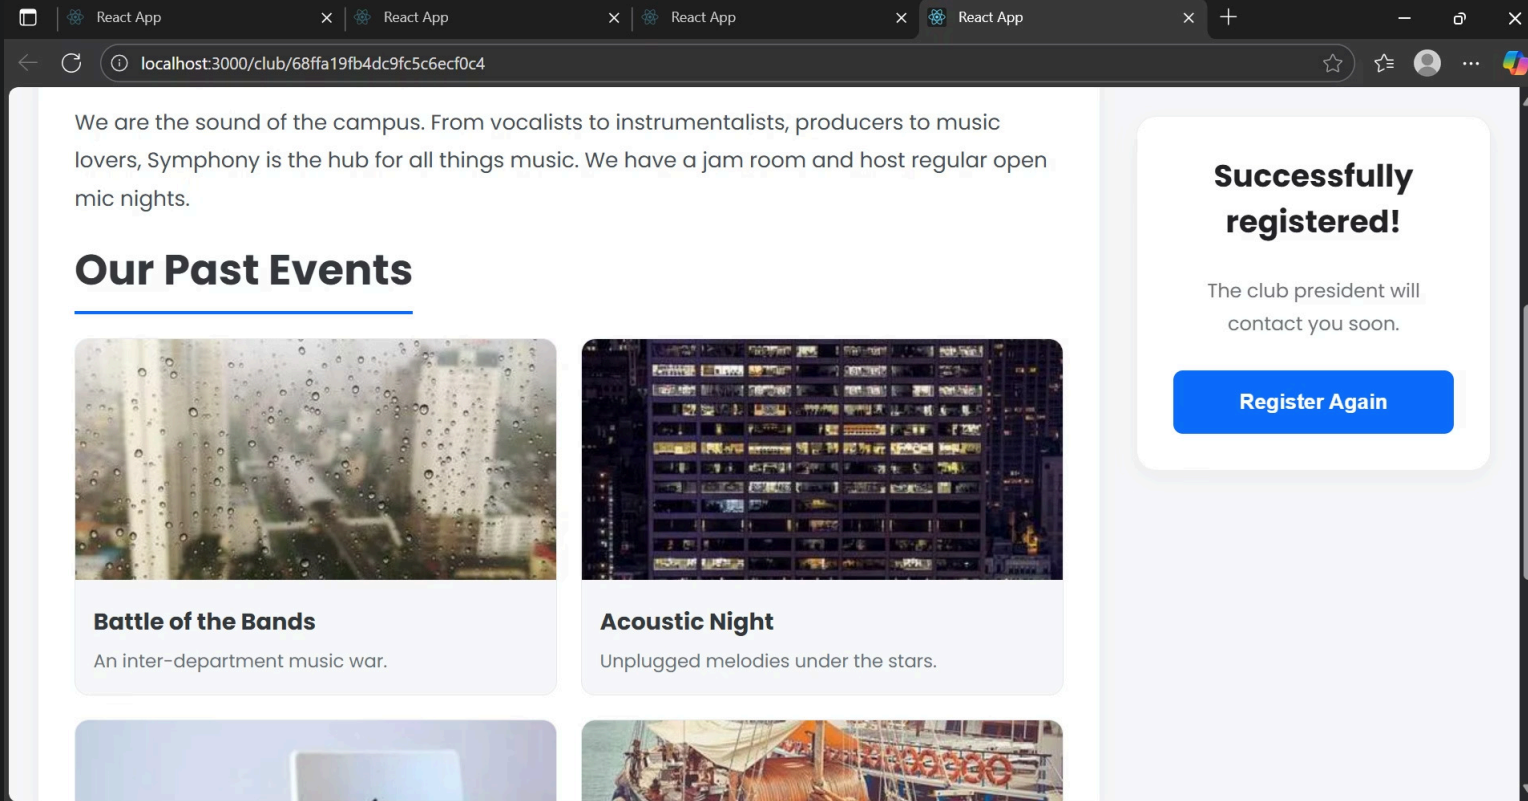 React App
React App
React App
React App
localhost:3000/club/68ffa19fb4dc9fc5c6ecf0c4
We are the sound of the campus. From vocalists to instrumentalists, producers to music
lovers, Symphony is the hub for all things music. We have a jam room and host regular open
mic nights.
Our Past Events
Battle of the Bands
An inter-department music war.
Acoustic Night
Unplugged melodies under the stars.
Successfully
registered!
The club president will
contact you soon.
Register Again